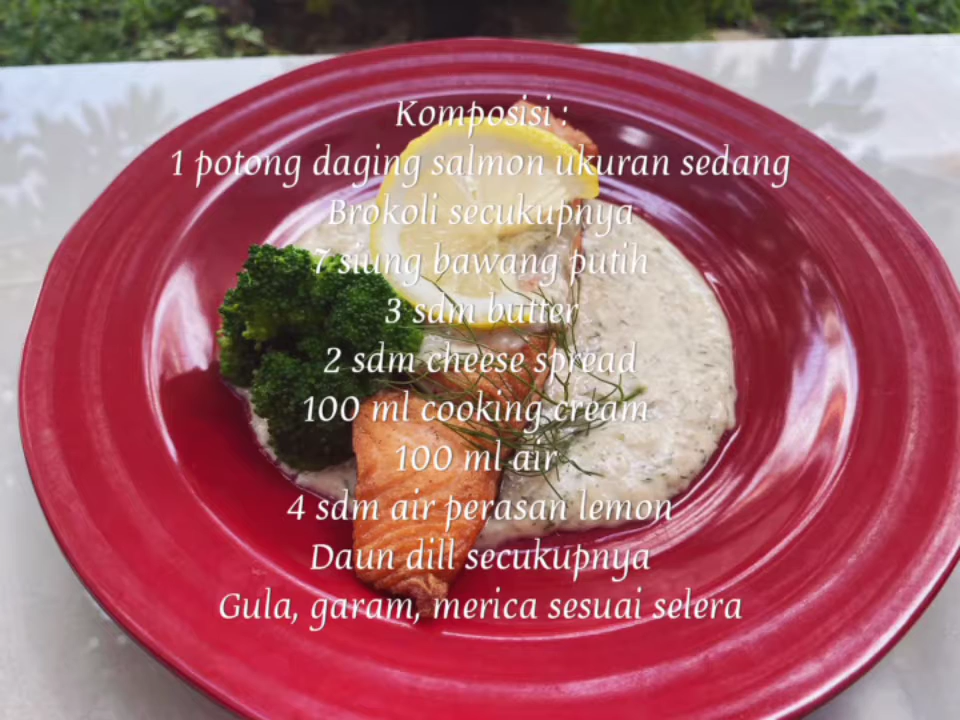 Komposisi :
1 potong daging salmon ukuran sedang
Brokoli secukupnya
7 siung bawang putih
3 sdm butter
2 sdm cheese spread
100 ml cooking cream
100 ml air
4 sdm air perasan lemon
Daun dill secukupnya
Gula, garam, merica sesuai selera